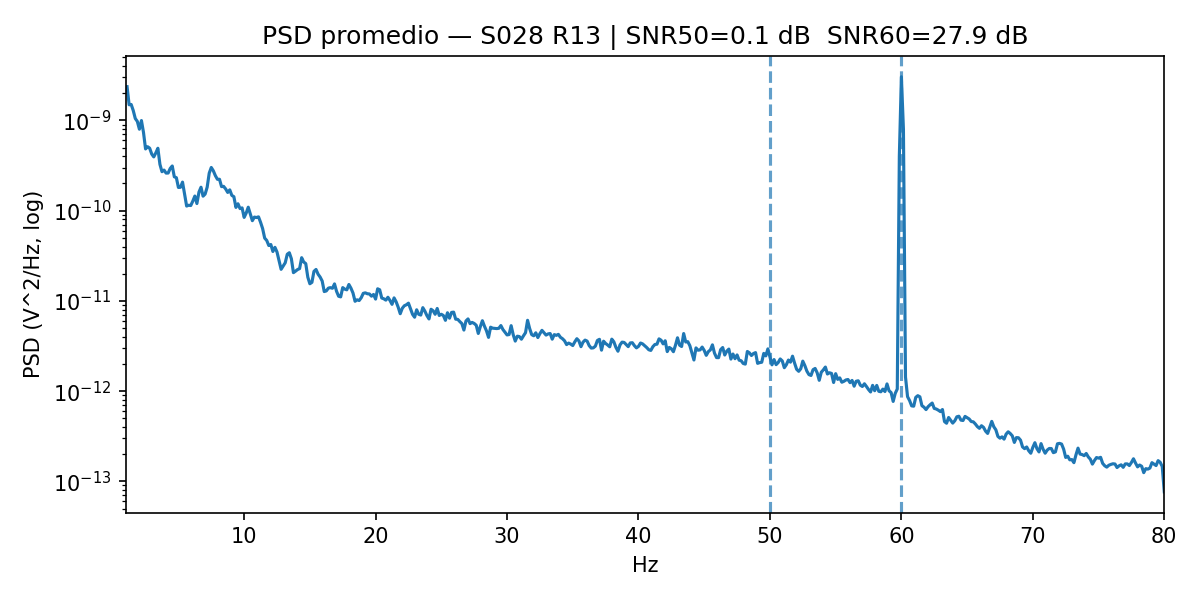 PSD promedio — S028 R13 | SNR50=0.1 dB  SNR60=27.9 dB
PSD (V^2/Hz, log)
10⁻⁹
10⁻¹⁰
10⁻¹¹
10⁻¹²
10⁻¹³
10 20 30 40 50 60 70 80
Hz